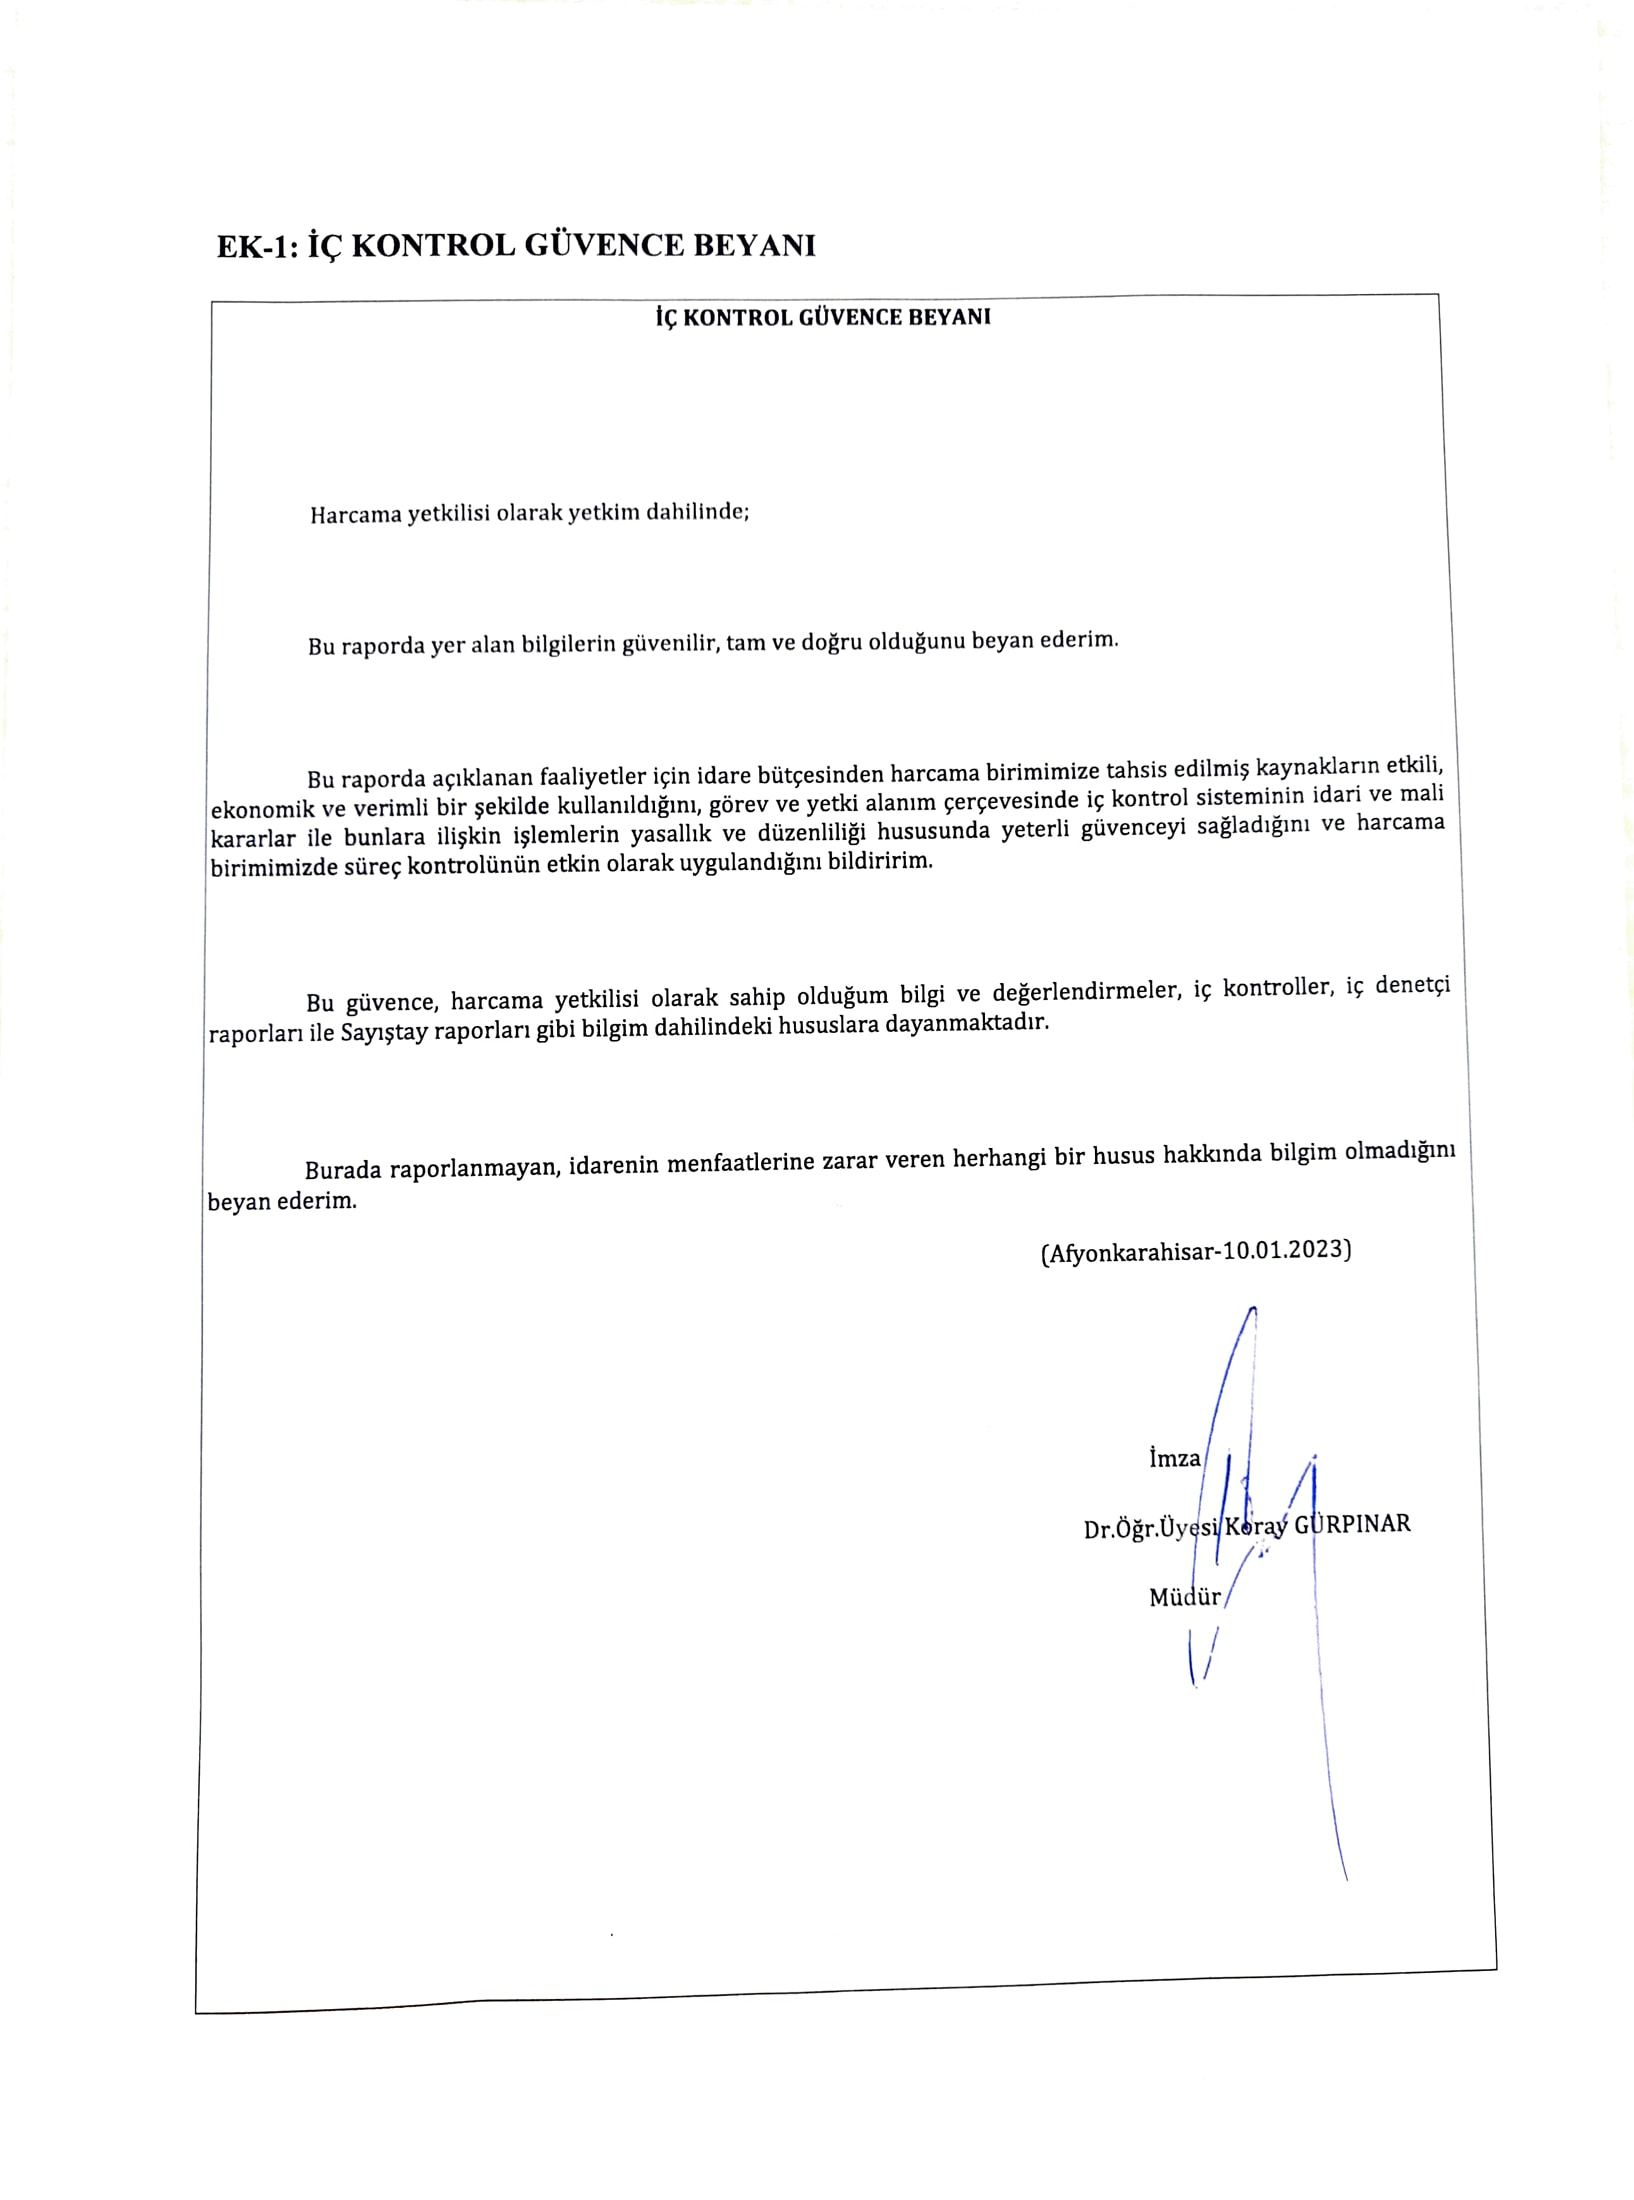 EK-1: İÇ KONTROL GÜVENCE BEYANI
İÇ KONTROL GÜVENCE BEYANI
Harcama yetkilisi olarak yetkim dahilinde;
Bu raporda yer alan bilgilerin güvenilir, tam ve doğru olduğunu beyan ederim.
Bu raporda açıklanan faaliyetler için idare bütçesinden harcama birimimize tahsis edilmiş kaynakların etkili,
ekonomik ve verimli bir şekilde kullanıldığını, görev ve yetki alanım çerçevesinde iç kontrol sisteminin idari ve mali
kararlar ile bunlara ilişkin işlemlerin yasallık ve düzenliliği hususunda yeterli güvenceyi sağladığını ve harcama
birimimizde süreç kontrolünün etkin olarak uygulandığını bildiririm.
Bu güvence, harcama yetkilisi olarak sahip olduğum bilgi ve değerlendirmeler, iç kontroller, iç denetçi
raporları ile Sayıştay raporları gibi bilgim dahilindeki hususlara dayanmaktadır.
Burada raporlanmayan, idarenin menfaatlerine zarar veren herhangi bir husus hakkında bilgim olmadığını
beyan ederim.
(Afyonkarahisar-10.01.2023)
İmza
Dr.Öğr.Üyesi Koray GÜRPINAR
Müdür